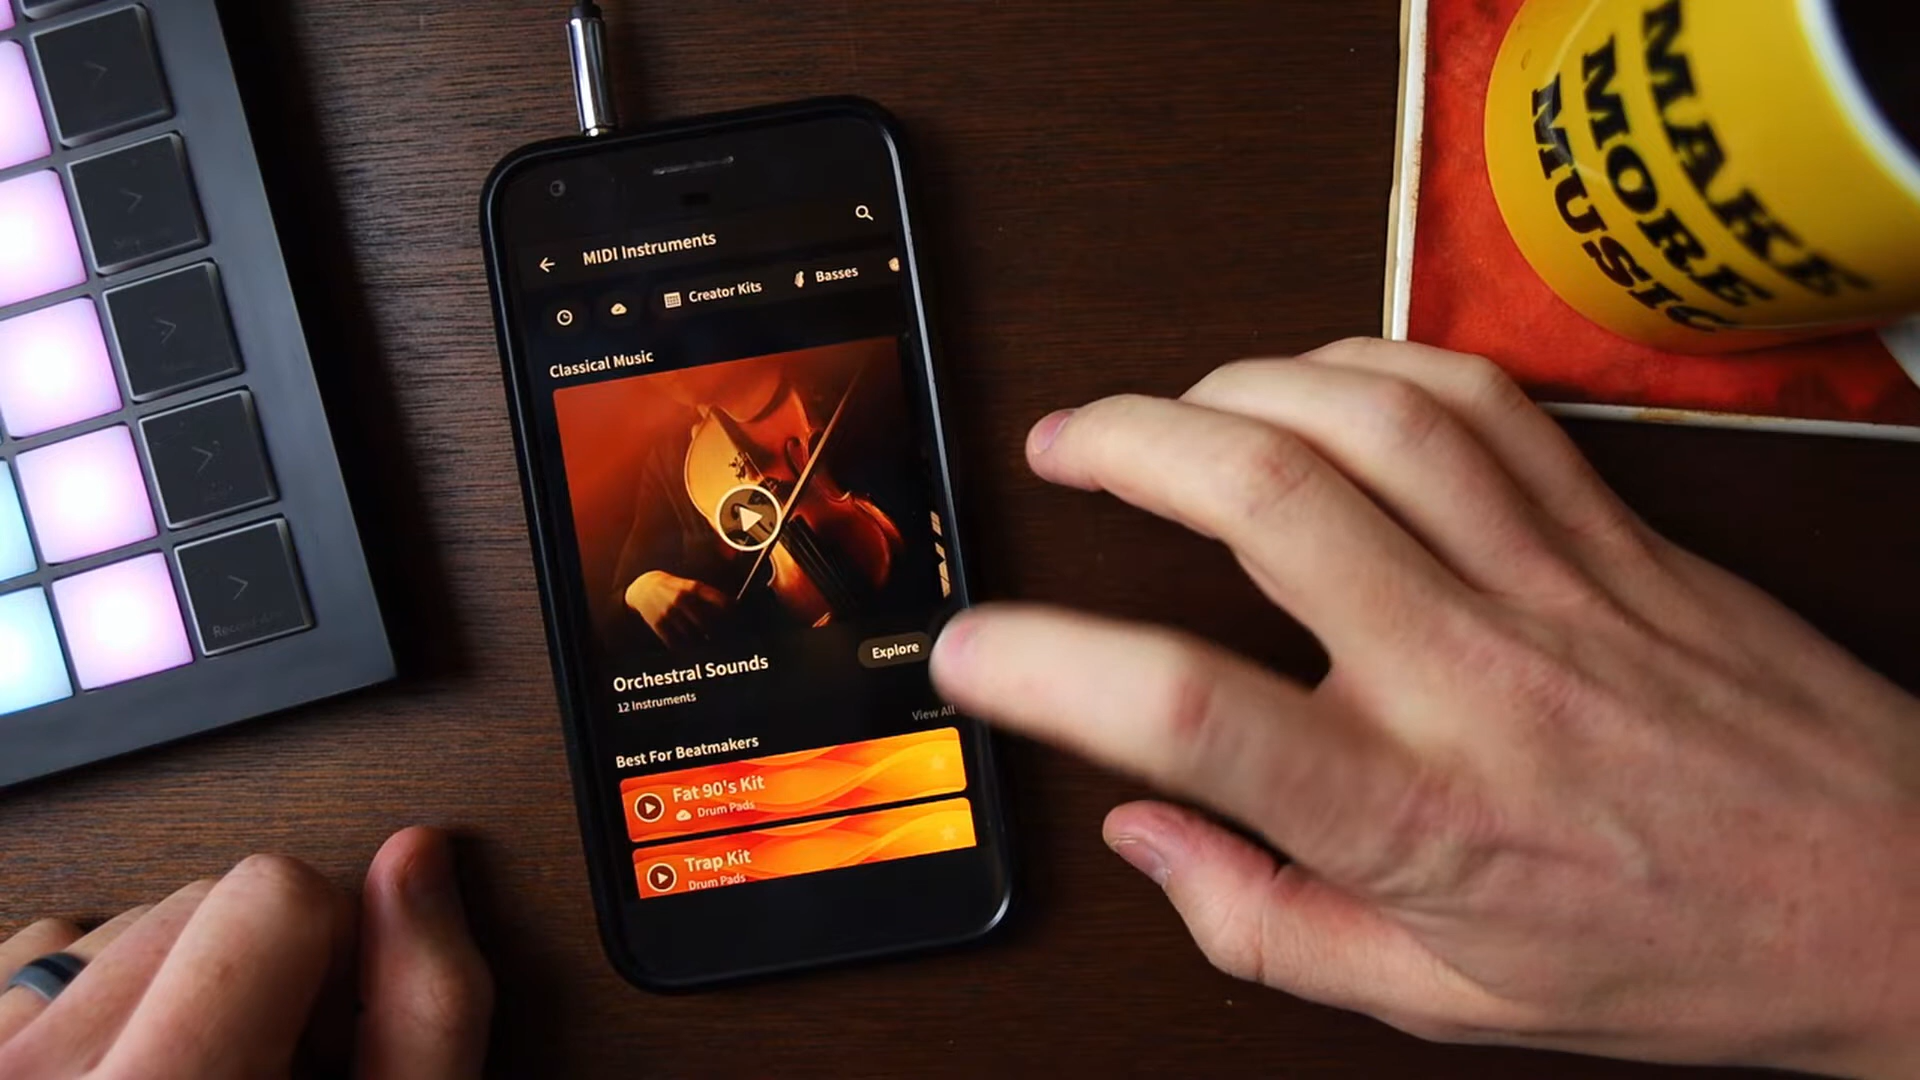 MAKE
MORE
MUSIC
MIDI Instruments
Creator Kits
Basses
Classical Music
Orchestral Sounds
12 Instruments
Explore
View All
Best For Beatmakers
Fat 90's Kit
Drum Pads
Trap Kit
Drum Pads